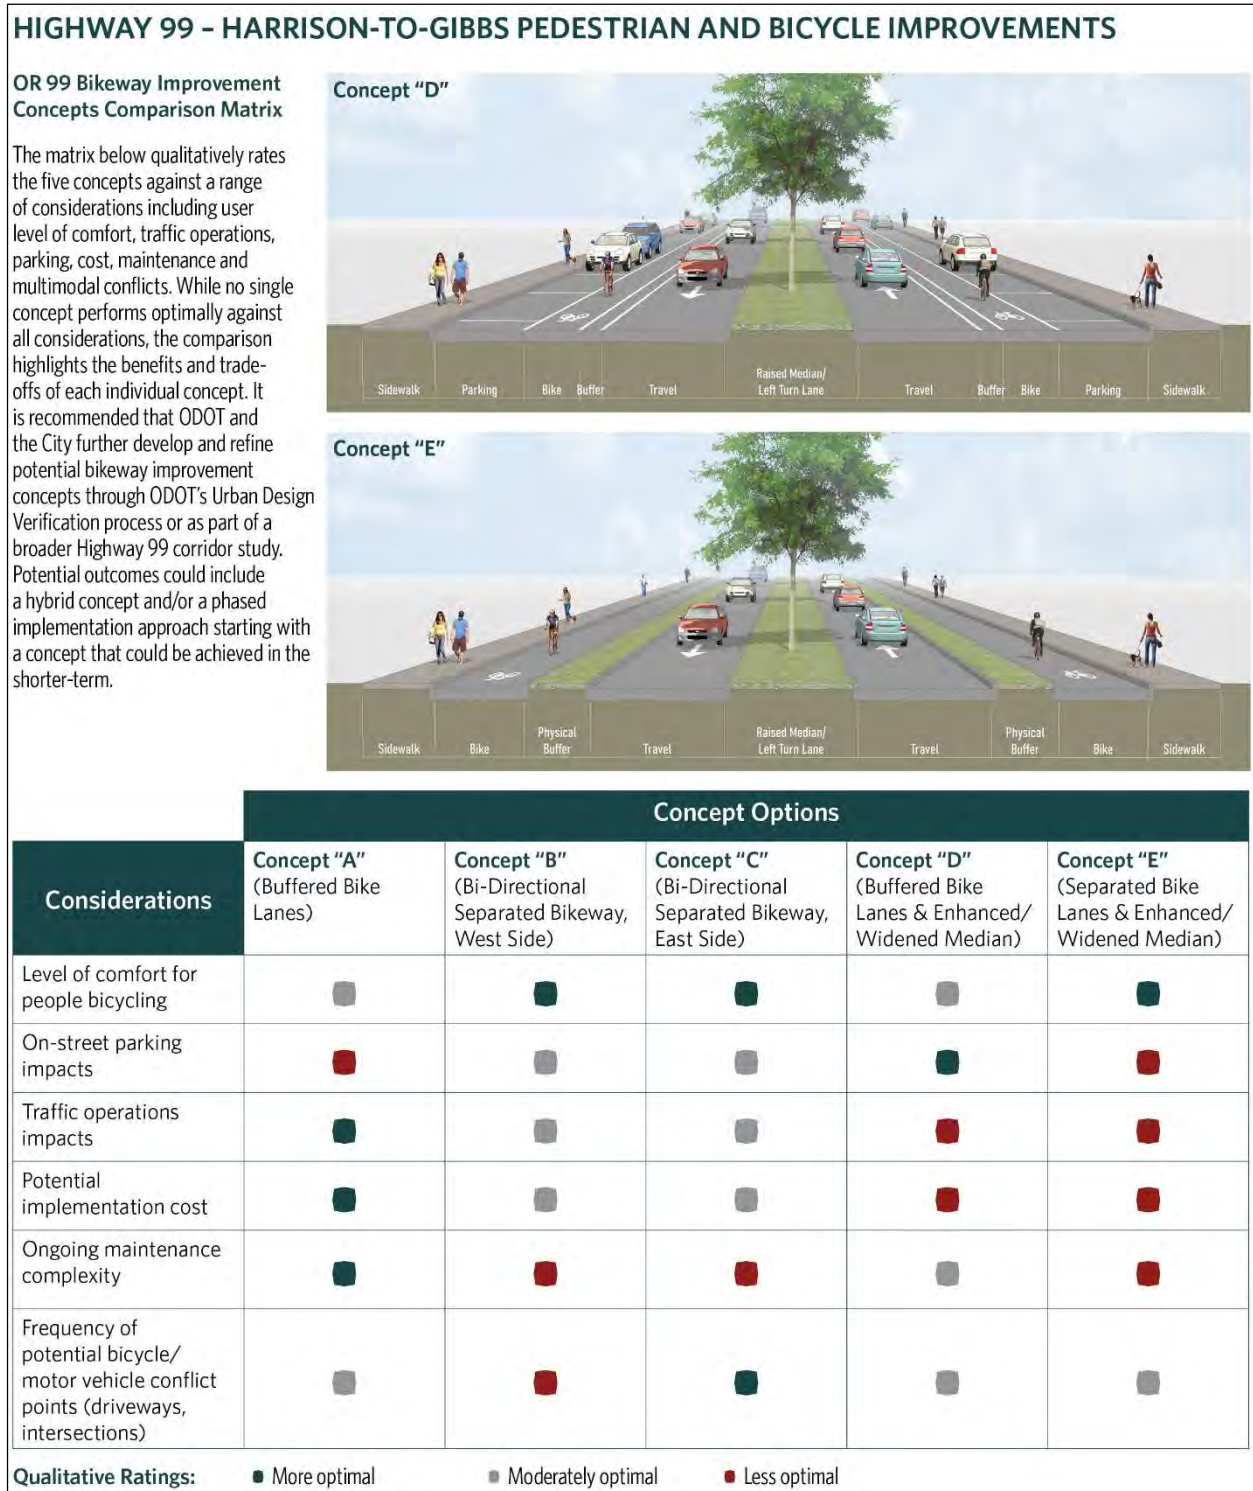 HIGHWAY 99 – HARRISON-TO-GIBBS PEDESTRIAN AND BICYCLE IMPROVEMENTS
OR 99 Bikeway Improvement
Concepts Comparison Matrix
The matrix below qualitatively rates
the five concepts against a range
of considerations including user
level of comfort, traffic operations,
parking, cost, maintenance and
multimodal conflicts. While no single
concept performs optimally against
all considerations, the comparison
highlights the benefits and trade-
offs of each individual concept. It
is recommended that ODOT and
the City further develop and refine
potential bikeway improvement
concepts through ODOT's Urban Design
Verification process or as part of a
broader Highway 99 corridor study.
Potential outcomes could include
a hybrid concept and/or a phased
implementation approach starting with
a concept that could be achieved in the
shorter-term.
Concept "D"
Sidewalk Parking Bike Buffer Travel Raised Median/ Left Turn Lane Travel Buffer Bike Parking Sidewalk
Concept "E"
Sidewalk Bike Physical Buffer Travel Raised Median/ Left Turn Lane Travel Physical Buffer Bike Sidewalk
Concept Options
Considerations
Concept "A"
(Buffered Bike
Lanes)
Concept "B"
(Bi-Directional
Separated Bikeway,
West Side)
Concept "C"
(Bi-Directional
Separated Bikeway,
East Side)
Concept "D"
(Buffered Bike
Lanes & Enhanced/
Widened Median)
Concept "E"
(Separated Bike
Lanes & Enhanced/
Widened Median)
Level of comfort for
people bicycling
On-street parking
impacts
Traffic operations
impacts
Potential
implementation cost
Ongoing maintenance
complexity
Frequency of
potential bicycle/
motor vehicle conflict
points (driveways,
intersections)
Qualitative Ratings: More optimal Moderately optimal Less optimal